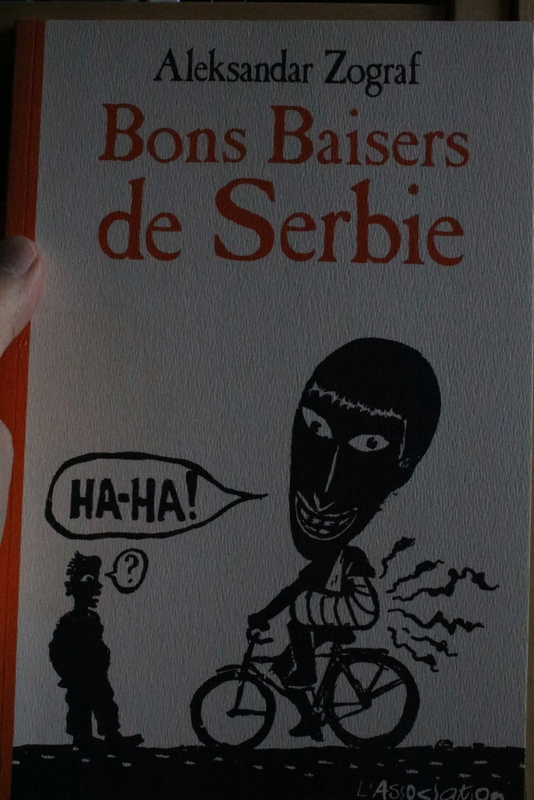 Aleksandar Zograf
Bons Baisers
de Serbie
HA-HA!
?
L'Association